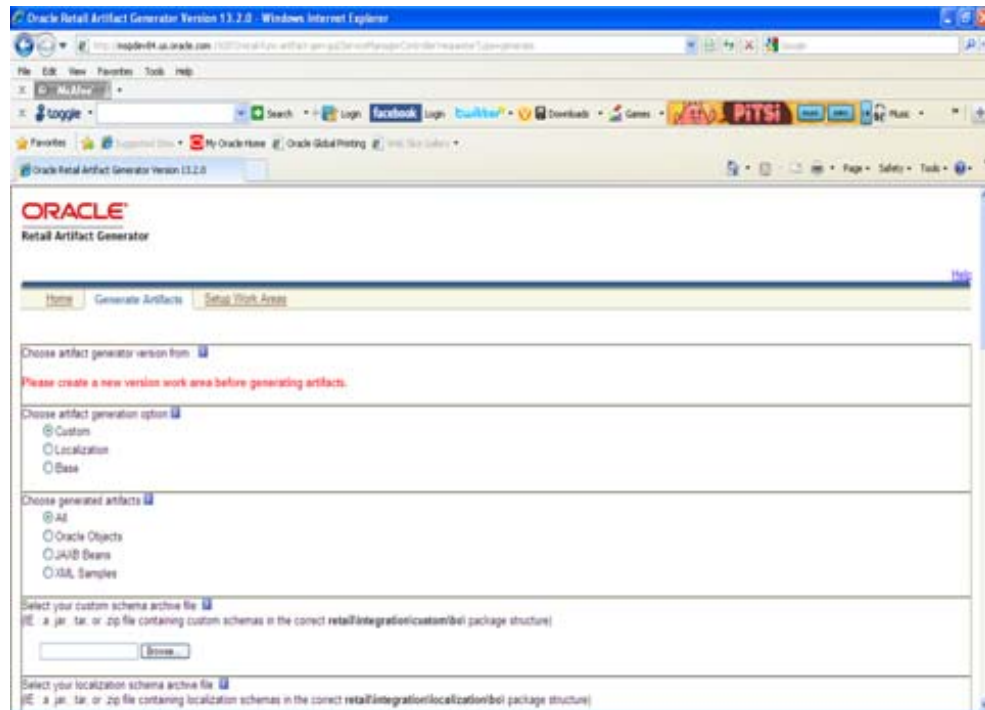 Oracle Retail Artifact Generator Version 13.2.0 - Windows Internet Explorer
mspdev84.us.oracle.com
File Edit View Favorites Tools Help
X McAfee
x toggle Search Login facebook Login twitter Downloads Games PiTSi Music
Favorites My Oracle Home Oracle Global Printing
Oracle Retail Artifact Generator Version 13.2.0 Page Safety Tools
ORACLE
Retail Artifact Generator
Help
Home Generate Artifacts Setup Work Areas
Choose artifact generator version from
Please create a new version work area before generating artifacts.
Choose artifact generation option
Custom
Localization
Base
Choose generated artifacts
All
Oracle Objects
JAXB Beans
XML Samples
Select your custom schema archive file
(IE : a .jar, .tar, or .zip file containing custom schemas in the correct retail\integration\custom\bo\ package structure)
Browse...
Select your localization schema archive file
(IE : a .jar, .tar, or .zip file containing localization schemas in the correct retail\integration\localization\bo\ package structure)